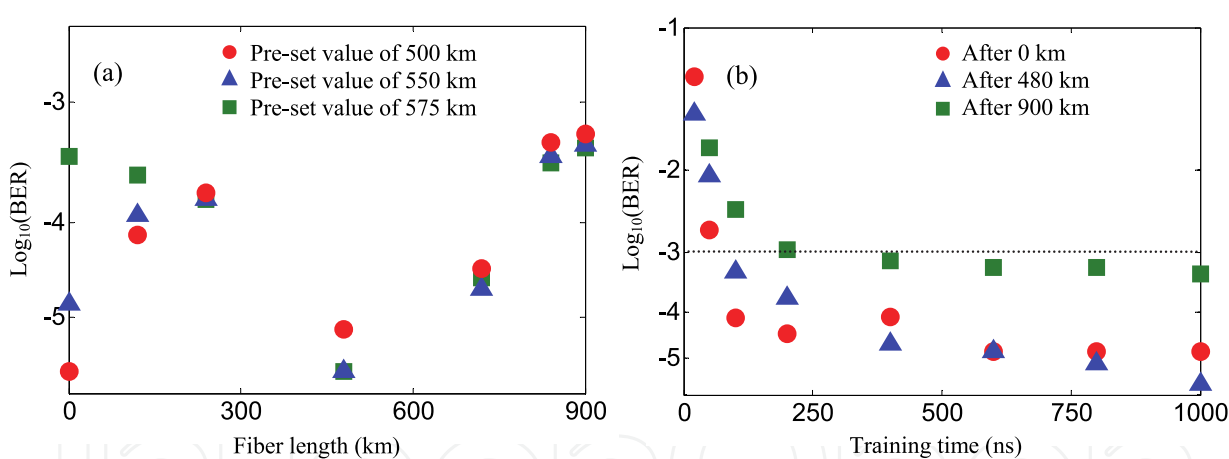 (a)
Pre-set value of 500 km
Pre-set value of 550 km
Pre-set value of 575 km
Log10(BER)
-3
-4
-5
0
300
600
900
Fiber length (km)
(b)
After 0 km
After 480 km
After 900 km
Log10(BER)
-1
-2
-3
-4
-5
0
250
500
750
1000
Training time (ns)